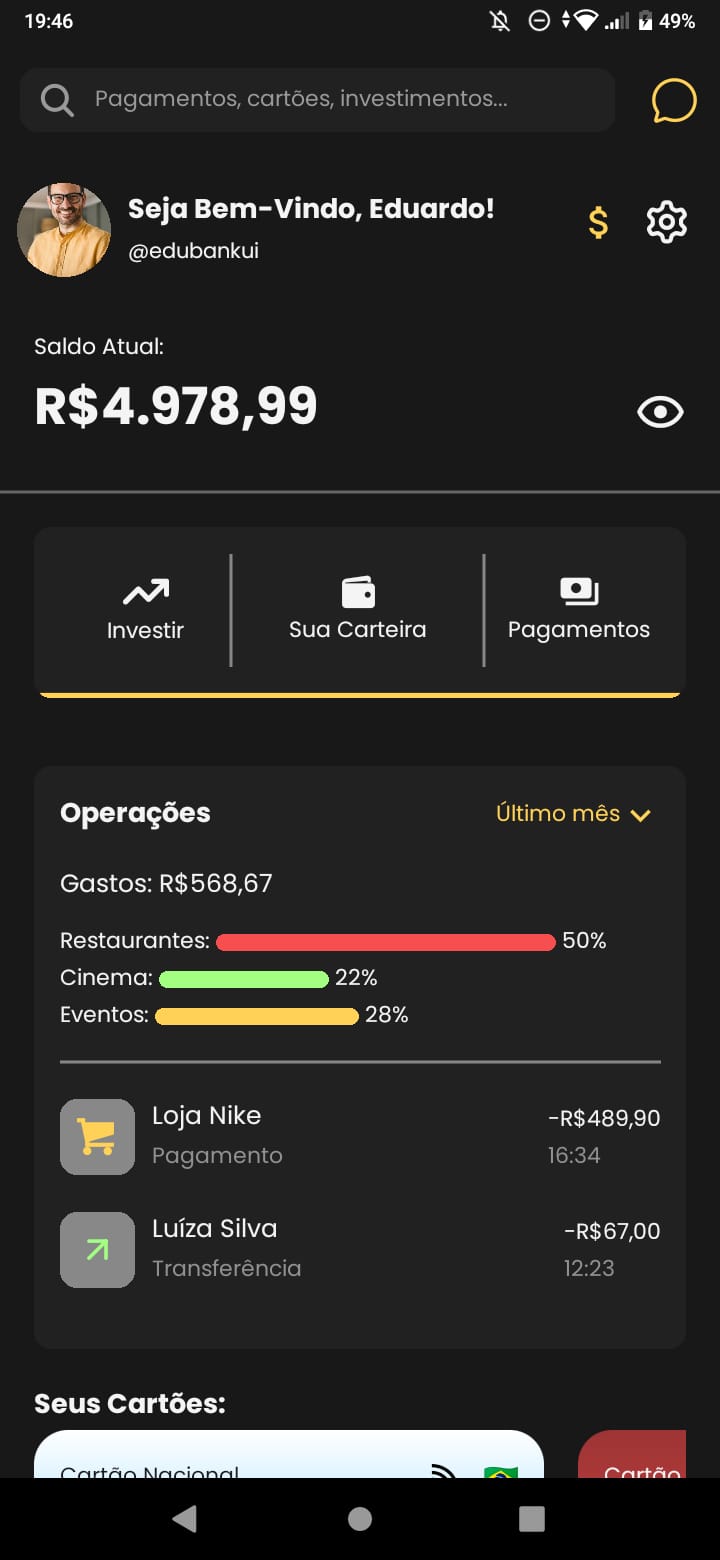 19:46 49%
Pagamentos, cartões, investimentos...
Seja Bem-Vindo, Eduardo!
@edubankui
$
Saldo Atual:
R$4.978,99
Investir Sua Carteira Pagamentos
Operações Último mês
Gastos: R$568,67
Restaurantes: 50%
Cinema: 22%
Eventos: 28%
Loja Nike -R$489,90
Pagamento 16:34
Luíza Silva -R$67,00
Transferência 12:23
Seus Cartões:
Cartão Nacional Cartão